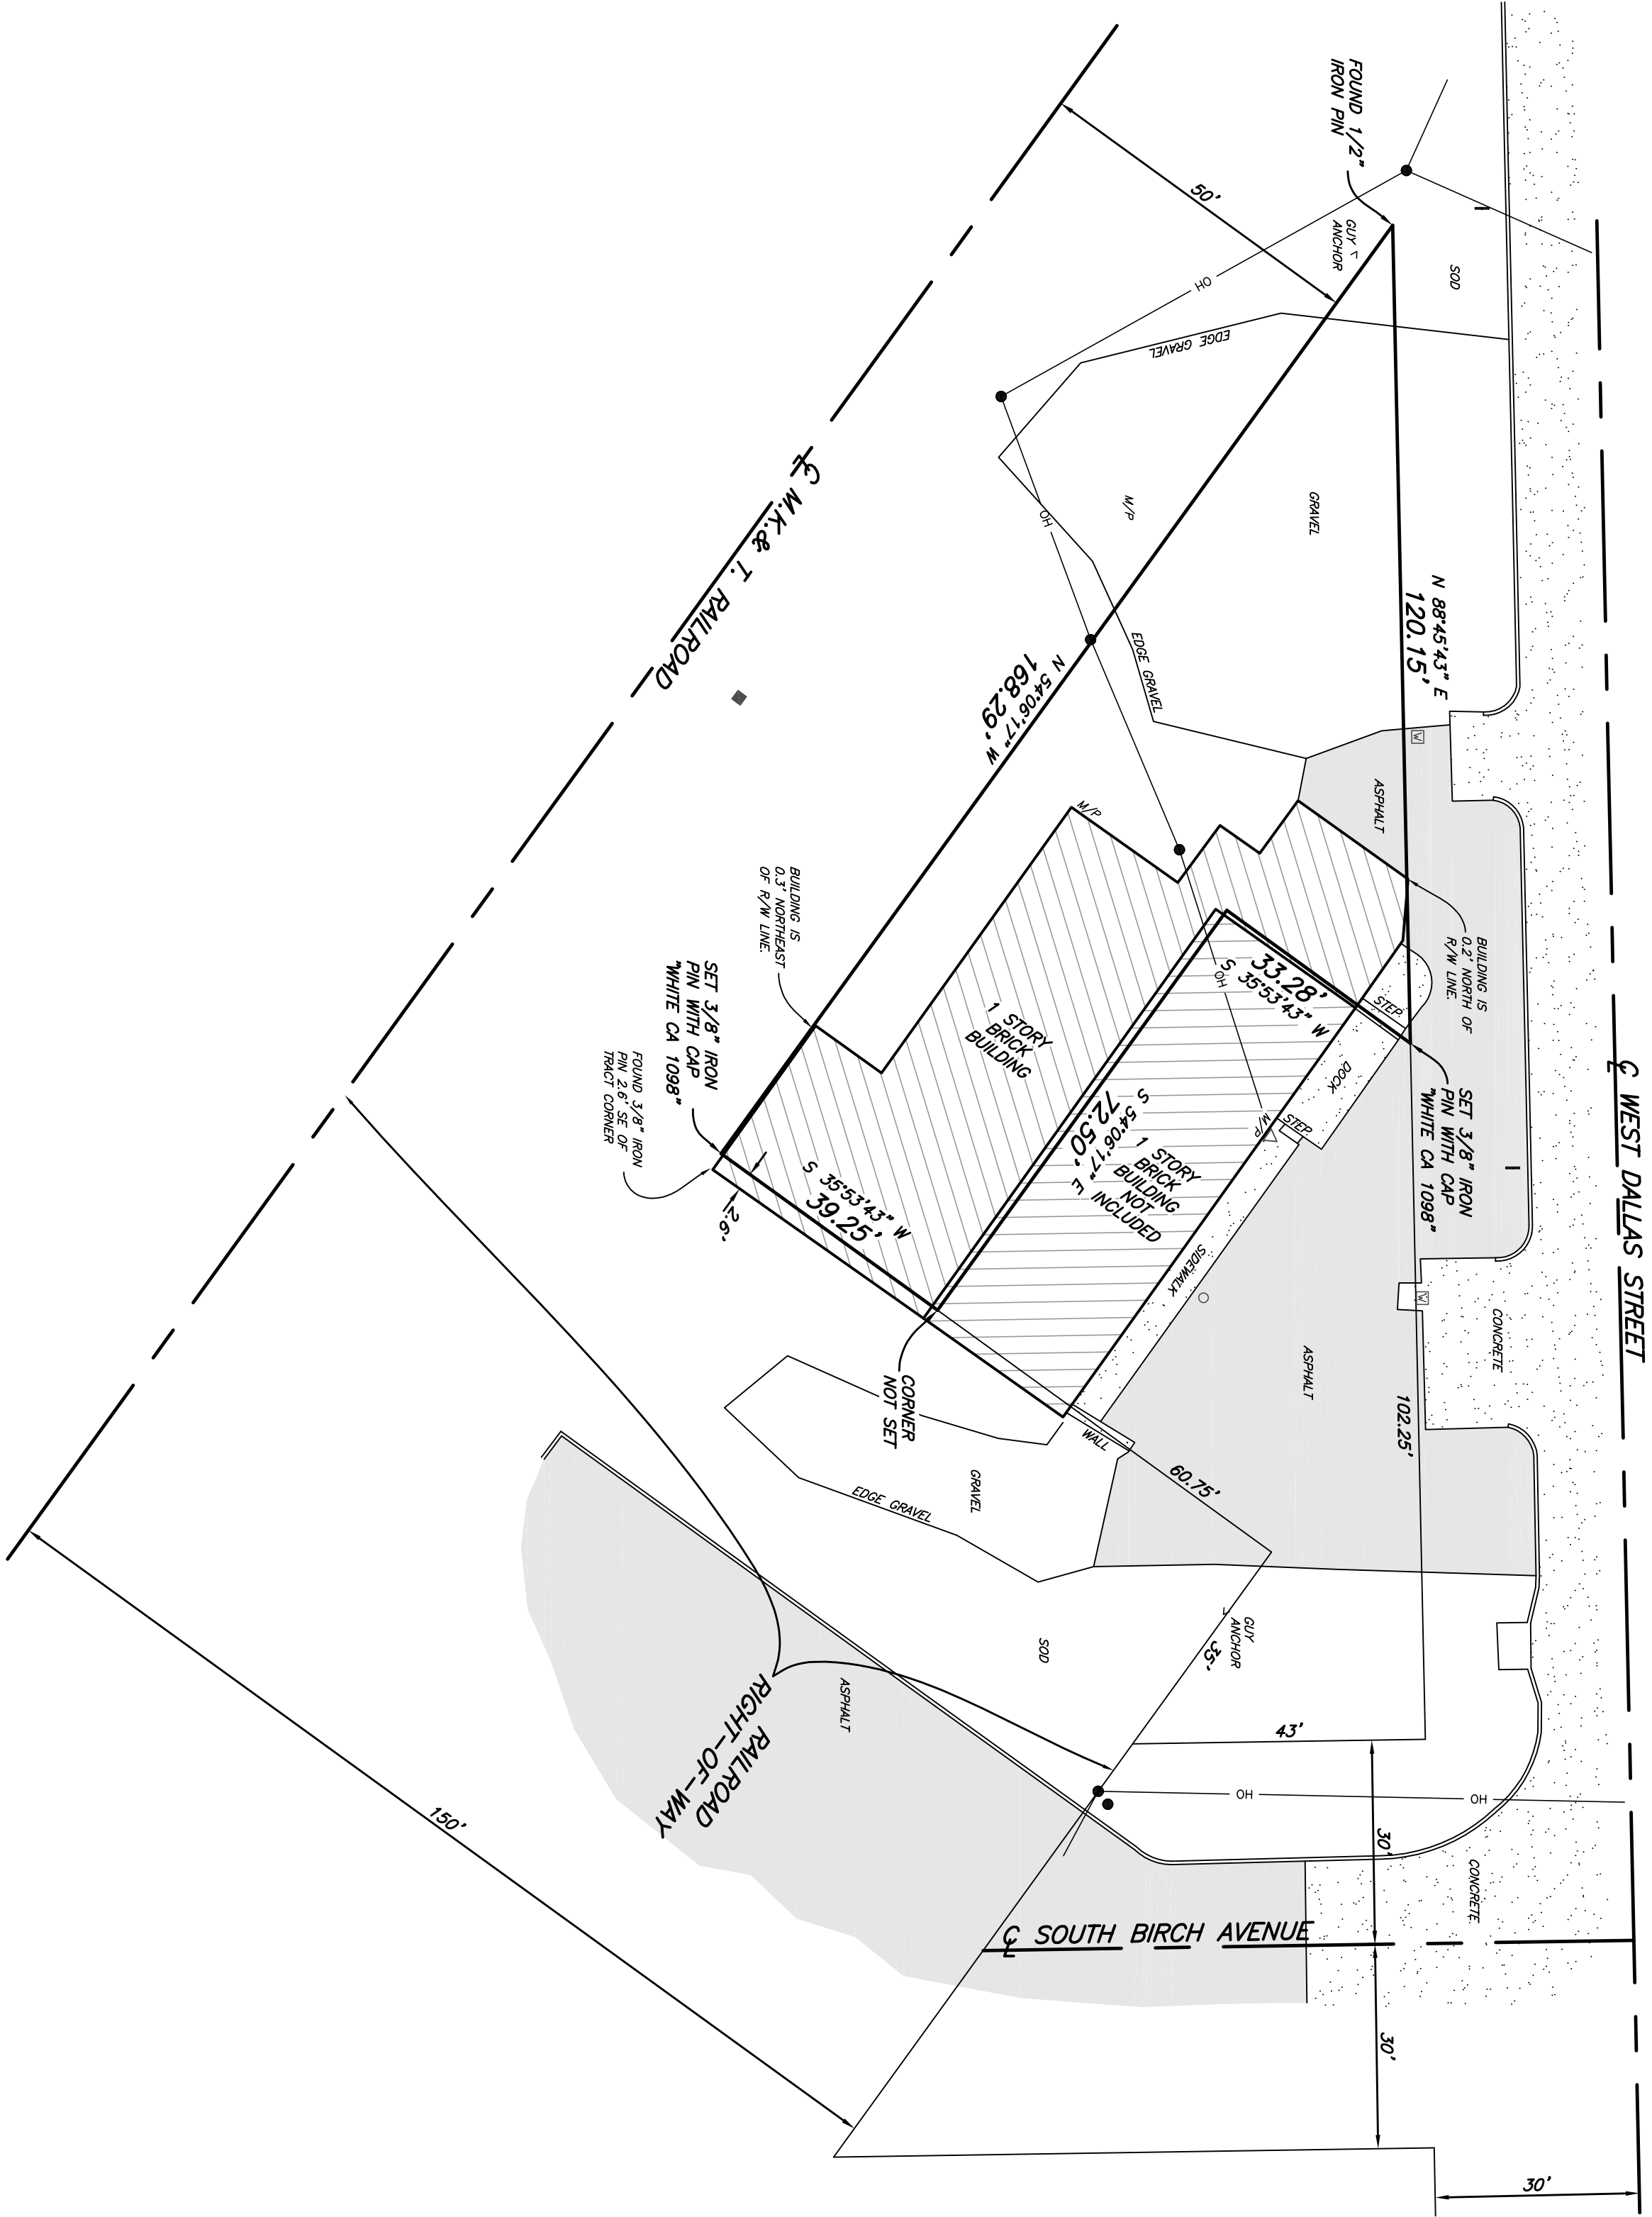 FOUND 1/2"
IRON PIN
50'
GUY
ANCHOR
SOD
OH
EDGE GRAVEL
OH
M/P
GRAVEL
N 88°45'43" E
120.15'
EDGE GRAVEL
N 54°06'17" W
168.29'
℄ M.K.& T. RAILROAD
W
ASPHALT
M/P
BUILDING IS
0.2' NORTH OF
R/W LINE.
BUILDING IS
0.3' NORTHEAST
OF R/W LINE.
SET 3/8" IRON
PIN WITH CAP
"WHITE CA 1098"
FOUND 3/8" IRON
PIN 2.6' SE OF
TRACT CORNER
1 STORY
BRICK
BUILDING
33.28'
S 35°53'43" W
OH
STEP
DOCK
STEP
M/P
SET 3/8" IRON
PIN WITH CAP
"WHITE CA 1098"
℄ WEST DALLAS STREET
S 54°06'17" E
72.50'
1 STORY
BRICK
BUILDING
NOT
INCLUDED
S 35°53'43" W
39.25'
2.6'
SIDEWALK
W
CONCRETE
ASPHALT
102.25'
CORNER
NOT SET
WALL
60.75'
GRAVEL
EDGE GRAVEL
GUY
ANCHOR
35'
SOD
ASPHALT
43'
RAILROAD
RIGHT-OF-WAY
OH
OH
30'
CONCRETE
150'
℄ SOUTH BIRCH AVENUE
30'
30'